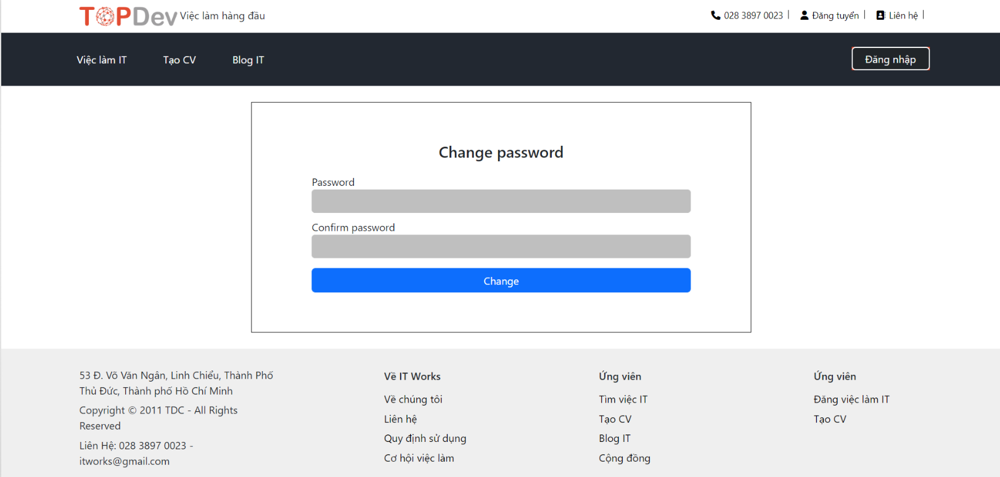 TOPDev Việc làm hàng đầu
028 3897 0023 | Đăng tuyển | Liên hệ |
Việc làm IT Tạo CV Blog IT Đăng nhập
Change password
Password
Confirm password
Change
53 Đ. Võ Văn Ngân, Linh Chiểu, Thành Phố
Thủ Đức, Thành phố Hồ Chí Minh
Copyright © 2011 TDC - All Rights
Reserved
Liên Hệ: 028 3897 0023 -
itworks@gmail.com
Về IT Works
Về chúng tôi
Liên hệ
Quy định sử dụng
Cơ hội việc làm
Ứng viên
Tìm việc IT
Tạo CV
Blog IT
Cộng đồng
Ứng viên
Đăng việc làm IT
Tạo CV